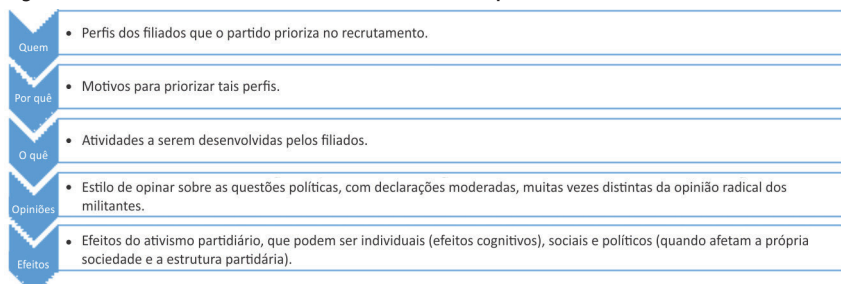 Quem
• Perfis dos filiados que o partido prioriza no recrutamento.
Por quê
• Motivos para priorizar tais perfis.
O quê
• Atividades a serem desenvolvidas pelos filiados.
Opiniões
• Estilo de opinar sobre as questões políticas, com declarações moderadas, muitas vezes distintas da opinião radical dos
militantes.
Efeitos
• Efeitos do ativismo partidiário, que podem ser individuais (efeitos cognitivos), sociais e políticos (quando afetam a própria
sociedade e a estrutura partidária).